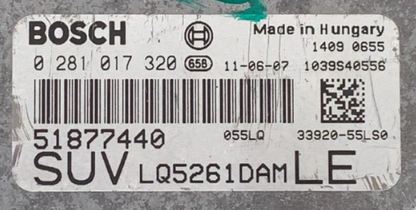 BOSCH Made in Hungary
1409 0655
0 281 017 320 658 11-06-07 1039S40556
51877440 055LQ 33920-55LS0
SUV LQ5261DAM LE